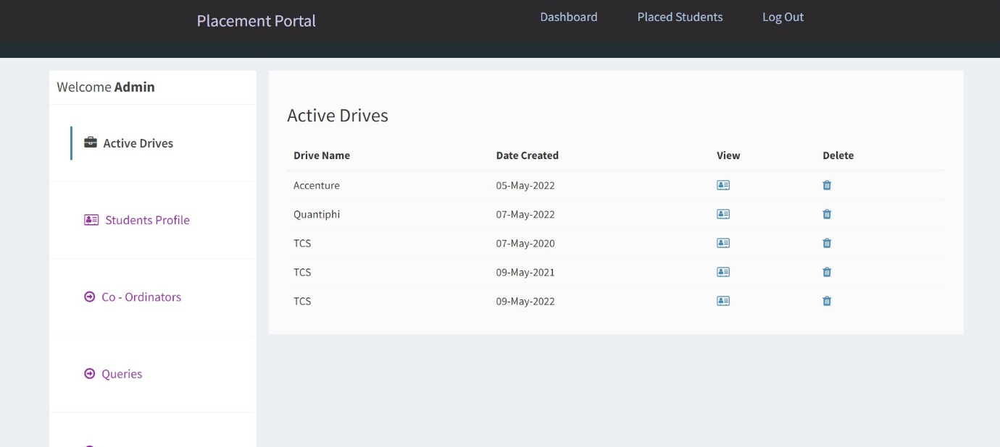 Placement Portal Dashboard Placed Students Log Out
Welcome Admin
Active Drives
Students Profile
Co - Ordinators
Queries
Active Drives
Drive Name Date Created View Delete
Accenture 05-May-2022
Quantiphi 07-May-2022
TCS 07-May-2020
TCS 09-May-2021
TCS 09-May-2022